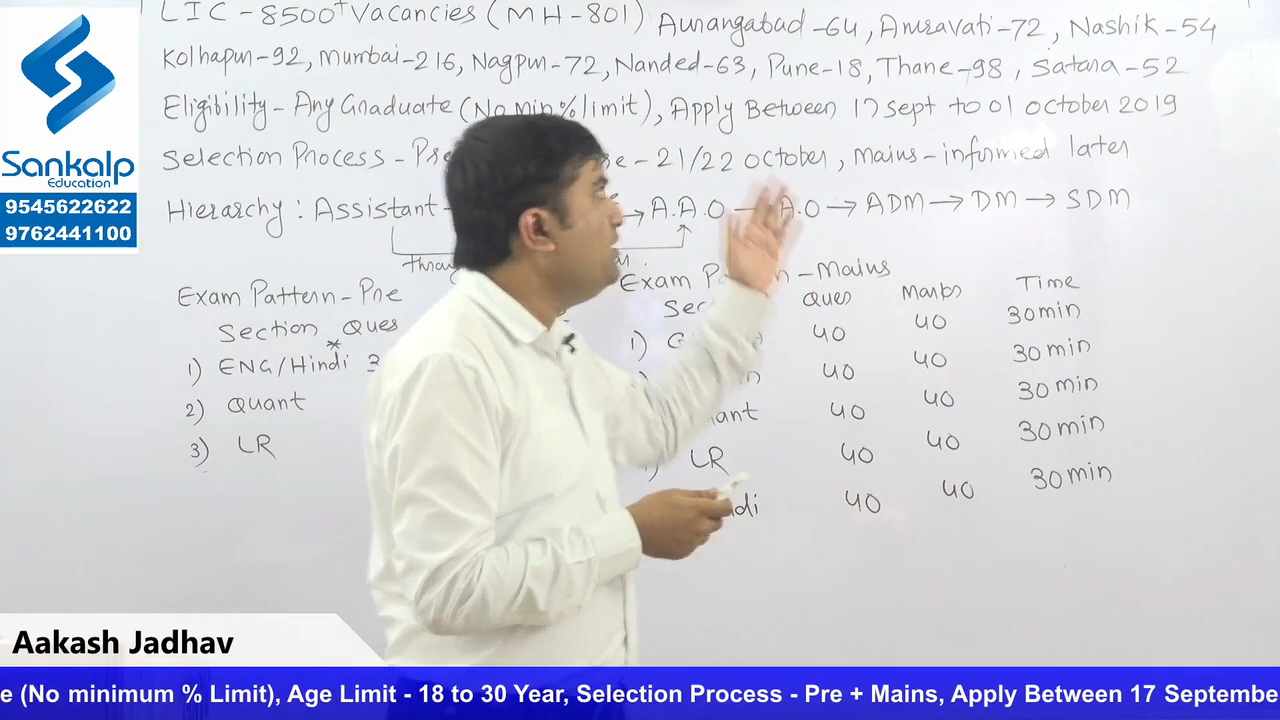 LIC - 8500+ Vacancies (MH-801) Aurangabad-64, Amravati-72, Nashik-54
Kolhapur-92, Mumbai-216, Nagpur-72, Nanded-63, Pune-18, Thane-98, Satara-52
Eligibility - Any Graduate (No Min % limit), Apply Between 17 Sept to 01 October 2019
Selection Process - Pre - 21/22 October, Mains - informed later
Hierarchy : Assistant → A.A.O → A.O → ADM → DM → SDM
Exam Pattern - Pre
Section Ques
1) ENG/Hindi* 3
2) Quant
3) LR
Exam - Mains
Ques Marks Time
1) 40 40 30 min
40 40 30 min
40 40 30 min
LR 40 40 30 min
40 40 30 min
Sankalp
Education
9545622622
9762441100
Aakash Jadhav
e (No minimum % Limit), Age Limit - 18 to 30 Year, Selection Process - Pre + Mains, Apply Between 17 Septembe